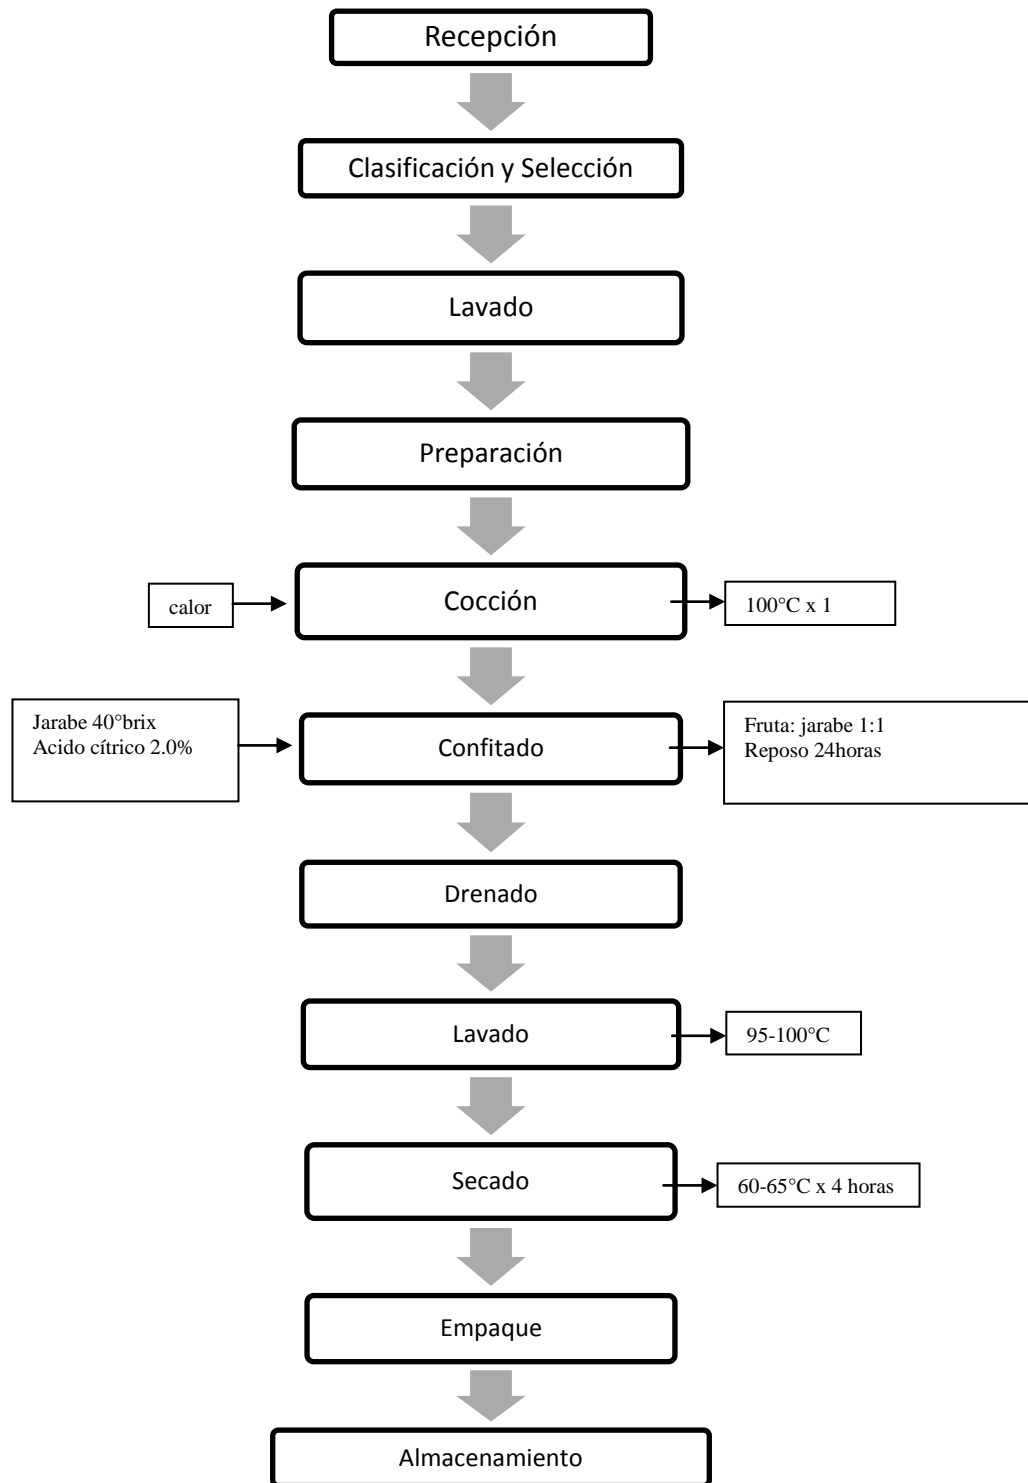 Recepción
Clasificación y Selección
Lavado
Preparación
calor
Cocción
100°C x 1
Jarabe 40°brix
Acido cítrico 2.0%
Confitado
Fruta: jarabe 1:1
Reposo 24horas
Drenado
Lavado
95-100°C
Secado
60-65°C x 4 horas
Empaque
Almacenamiento